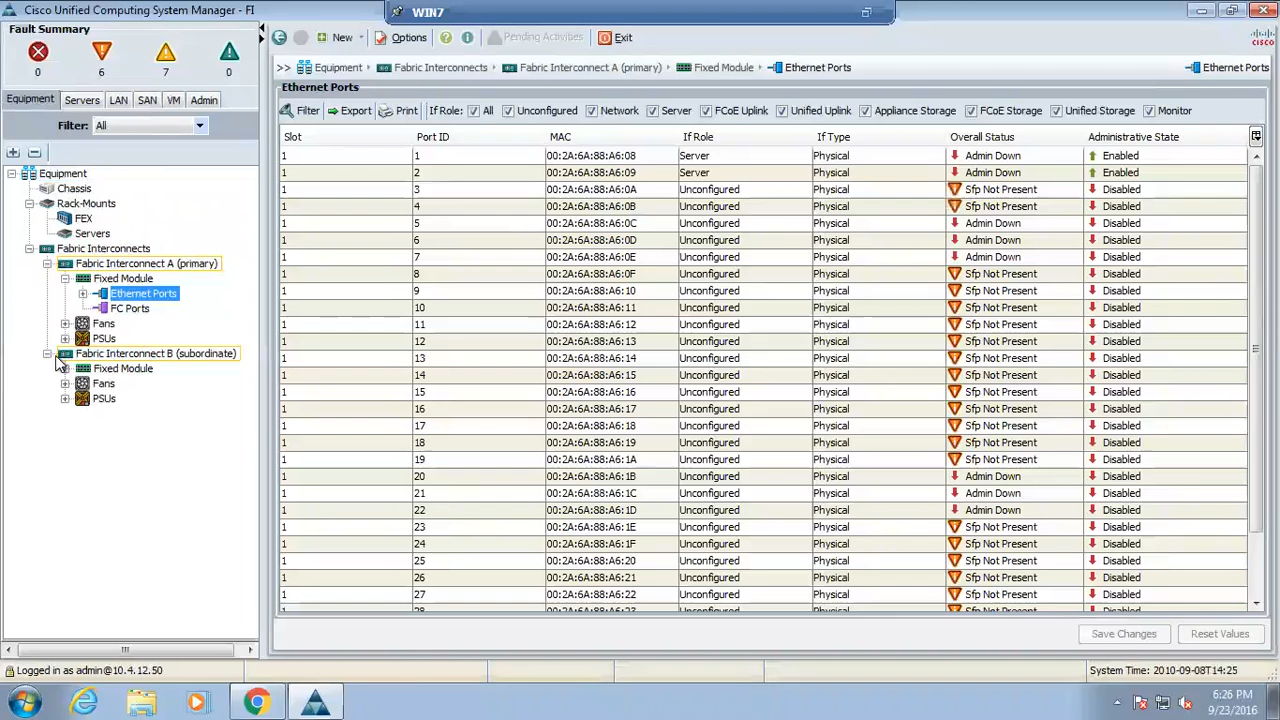 Cisco Unified Computing System Manager - FI
WIN7
Fault Summary
0 6 7 0
New Options Pending Activities Exit
cisco
>> Equipment Fabric Interconnects Fabric Interconnect A (primary) Fixed Module Ethernet Ports Ethernet Ports
Ethernet Ports
Equipment Servers LAN SAN VM Admin
Filter: All
Filter Export Print If Role: All Unconfigured Network Server FCoE Uplink Unified Uplink Appliance Storage FCoE Storage Unified Storage Monitor
Equipment
Chassis
Rack-Mounts
FEX
Servers
Fabric Interconnects
Fabric Interconnect A (primary)
Fixed Module
Ethernet Ports
FC Ports
Fans
PSUs
Fabric Interconnect B (subordinate)
Fixed Module
Fans
PSUs
Slot Port ID MAC If Role If Type Overall Status Administrative State
1 1 00:2A:6A:88:A6:08 Server Physical Admin Down Enabled
1 2 00:2A:6A:88:A6:09 Server Physical Admin Down Enabled
1 3 00:2A:6A:88:A6:0A Unconfigured Physical Sfp Not Present Disabled
1 4 00:2A:6A:88:A6:0B Unconfigured Physical Sfp Not Present Disabled
1 5 00:2A:6A:88:A6:0C Unconfigured Physical Admin Down Disabled
1 6 00:2A:6A:88:A6:0D Unconfigured Physical Admin Down Disabled
1 7 00:2A:6A:88:A6:0E Unconfigured Physical Admin Down Disabled
1 8 00:2A:6A:88:A6:0F Unconfigured Physical Sfp Not Present Disabled
1 9 00:2A:6A:88:A6:10 Unconfigured Physical Sfp Not Present Disabled
1 10 00:2A:6A:88:A6:11 Unconfigured Physical Sfp Not Present Disabled
1 11 00:2A:6A:88:A6:12 Unconfigured Physical Sfp Not Present Disabled
1 12 00:2A:6A:88:A6:13 Unconfigured Physical Sfp Not Present Disabled
1 13 00:2A:6A:88:A6:14 Unconfigured Physical Sfp Not Present Disabled
1 14 00:2A:6A:88:A6:15 Unconfigured Physical Sfp Not Present Disabled
1 15 00:2A:6A:88:A6:16 Unconfigured Physical Sfp Not Present Disabled
1 16 00:2A:6A:88:A6:17 Unconfigured Physical Sfp Not Present Disabled
1 17 00:2A:6A:88:A6:18 Unconfigured Physical Sfp Not Present Disabled
1 18 00:2A:6A:88:A6:19 Unconfigured Physical Sfp Not Present Disabled
1 19 00:2A:6A:88:A6:1A Unconfigured Physical Sfp Not Present Disabled
1 20 00:2A:6A:88:A6:1B Unconfigured Physical Admin Down Disabled
1 21 00:2A:6A:88:A6:1C Unconfigured Physical Admin Down Disabled
1 22 00:2A:6A:88:A6:1D Unconfigured Physical Admin Down Disabled
1 23 00:2A:6A:88:A6:1E Unconfigured Physical Sfp Not Present Disabled
1 24 00:2A:6A:88:A6:1F Unconfigured Physical Sfp Not Present Disabled
1 25 00:2A:6A:88:A6:20 Unconfigured Physical Sfp Not Present Disabled
1 26 00:2A:6A:88:A6:21 Unconfigured Physical Sfp Not Present Disabled
1 27 00:2A:6A:88:A6:22 Unconfigured Physical Sfp Not Present Disabled
1 28 00:2A:6A:88:A6:23 Unconfigured Physical Sfp Not Present Disabled
Save Changes Reset Values
Logged in as admin@10.4.12.50 System Time: 2010-09-08T14:25
6:26 PM
9/23/2016